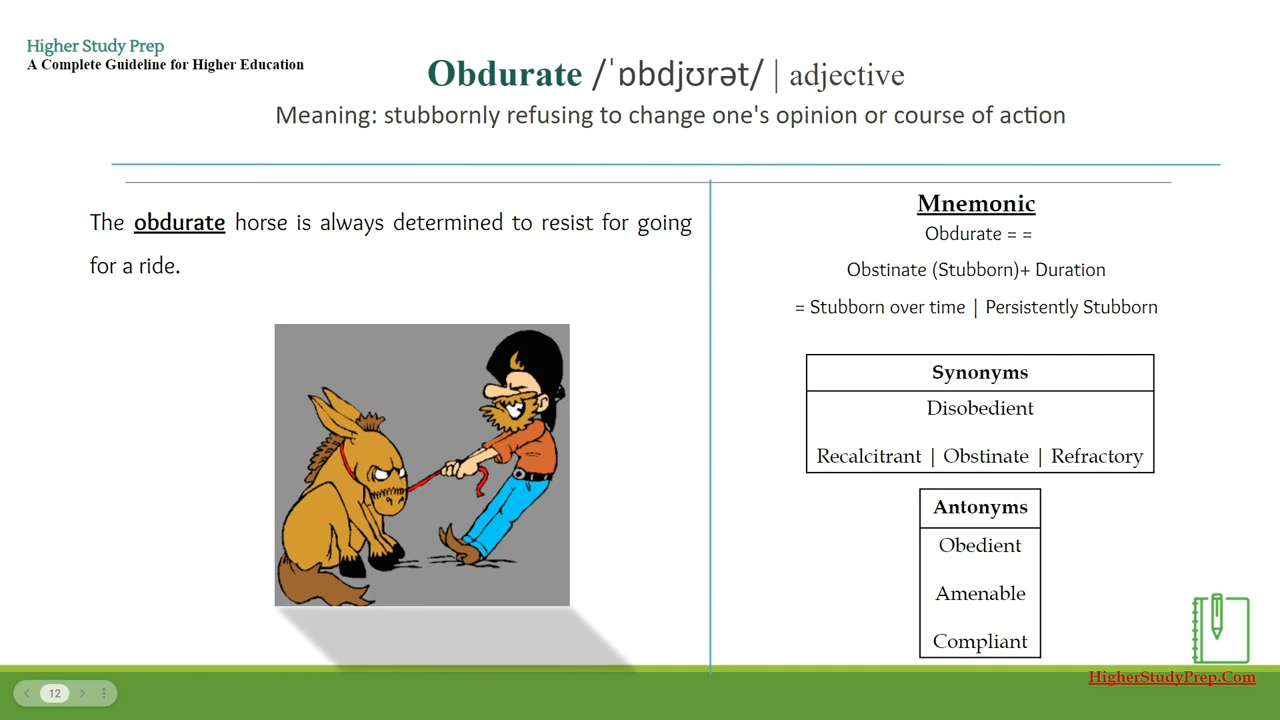 Higher Study Prep
A Complete Guideline for Higher Education
Obdurate /ˈɒbdjʊrət/ | adjective
Meaning: stubbornly refusing to change one's opinion or course of action
The obdurate horse is always determined to resist for going
for a ride.
Mnemonic
Obdurate = =
Obstinate (Stubborn)+ Duration
= Stubborn over time | Persistently Stubborn
Synonyms
Disobedient
Recalcitrant | Obstinate | Refractory
Antonyms
Obedient
Amenable
Compliant
12
HigherStudyPrep.Com